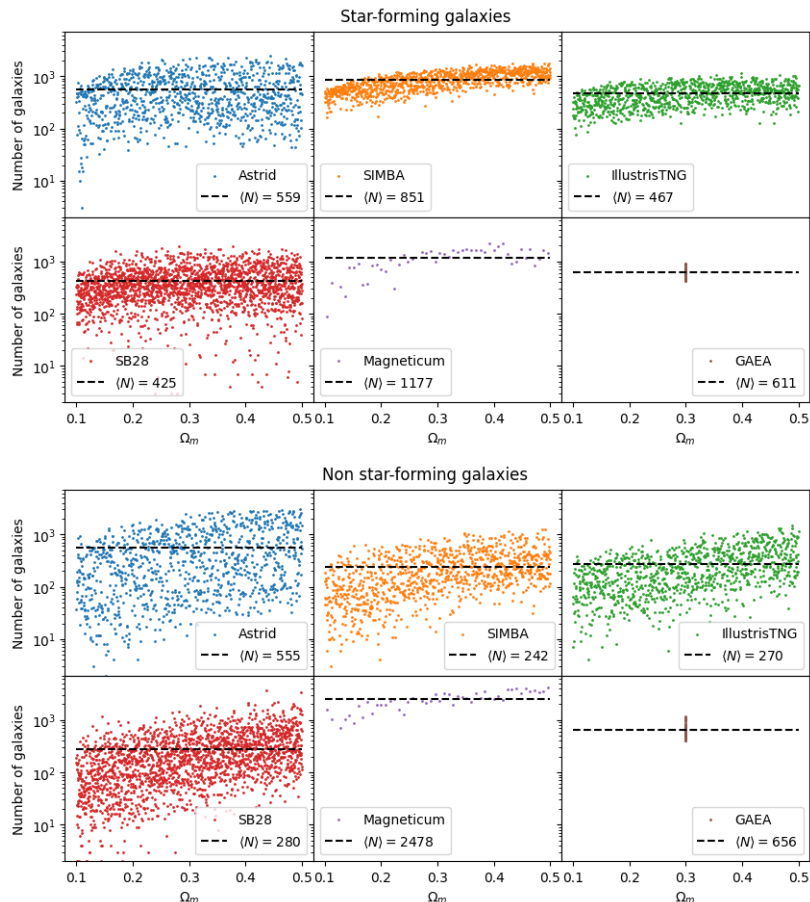 Star-forming galaxies
Number of galaxies
10³
10²
10¹
Astrid
⟨N⟩ = 559
SIMBA
⟨N⟩ = 851
IllustrisTNG
⟨N⟩ = 467
Number of galaxies
10³
10²
10¹
SB28
⟨N⟩ = 425
Magneticum
⟨N⟩ = 1177
GAEA
⟨N⟩ = 611
0.1 0.2 0.3 0.4 0.5
0.1 0.2 0.3 0.4 0.5
0.1 0.2 0.3 0.4 0.5
Ωm
Ωm
Ωm
Non star-forming galaxies
Number of galaxies
10³
10²
10¹
Astrid
⟨N⟩ = 555
SIMBA
⟨N⟩ = 242
IllustrisTNG
⟨N⟩ = 270
Number of galaxies
10³
10²
10¹
SB28
⟨N⟩ = 280
Magneticum
⟨N⟩ = 2478
GAEA
⟨N⟩ = 656
0.1 0.2 0.3 0.4 0.5
0.1 0.2 0.3 0.4 0.5
0.1 0.2 0.3 0.4 0.5
Ωm
Ωm
Ωm